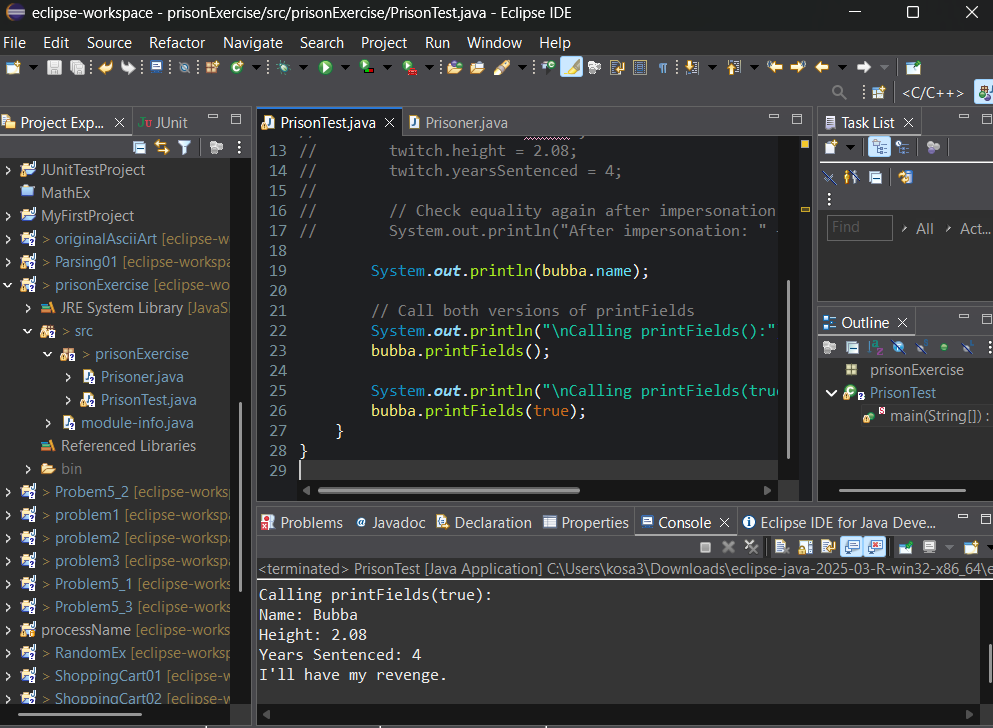 eclipse-workspace - prisonExercise/src/prisonExercise/PrisonTest.java - Eclipse IDE
File Edit Source Refactor Navigate Search Project Run Window Help
<C/C++>
Project Exp... JUnit
JUnitTestProject
MathEx
MyFirstProject
> originalAsciiArt [eclipse-w
> Parsing01 [eclipse-workspa
> prisonExercise [eclipse-wo
JRE System Library [JavaS
> src
> prisonExercise
Prisoner.java
PrisonTest.java
module-info.java
Referenced Libraries
bin
> Probem5_2 [eclipse-works
> problem1 [eclipse-workspa
> problem2 [eclipse-workspa
> problem3 [eclipse-workspa
> Problem5_1 [eclipse-works
> Problem5_3 [eclipse-works
processName [eclipse-works
> RandomEx [eclipse-worksp
> ShoppingCart01 [eclipse-w
> ShoppingCart02 [eclipse-w
PrisonTest.java Prisoner.java
13 // twitch.height = 2.08;
14 // twitch.yearsSentenced = 4;
15 //
16 // // Check equality again after impersonation
17 // System.out.println("After impersonation: "
18
19 System.out.println(bubba.name);
20
21 // Call both versions of printFields
22 System.out.println("\nCalling printFields():"
23 bubba.printFields();
24
25 System.out.println("\nCalling printFields(tru
26 bubba.printFields(true);
27 }
28 }
29
Task List
Find All Act...
Outline
prisonExercise
PrisonTest
main(String[]) :
Problems Javadoc Declaration Properties Console Eclipse IDE for Java Deve...
<terminated> PrisonTest [Java Application] C:\Users\kosa3\Downloads\eclipse-java-2025-03-R-win32-x86_64\e
Calling printFields(true):
Name: Bubba
Height: 2.08
Years Sentenced: 4
I'll have my revenge.